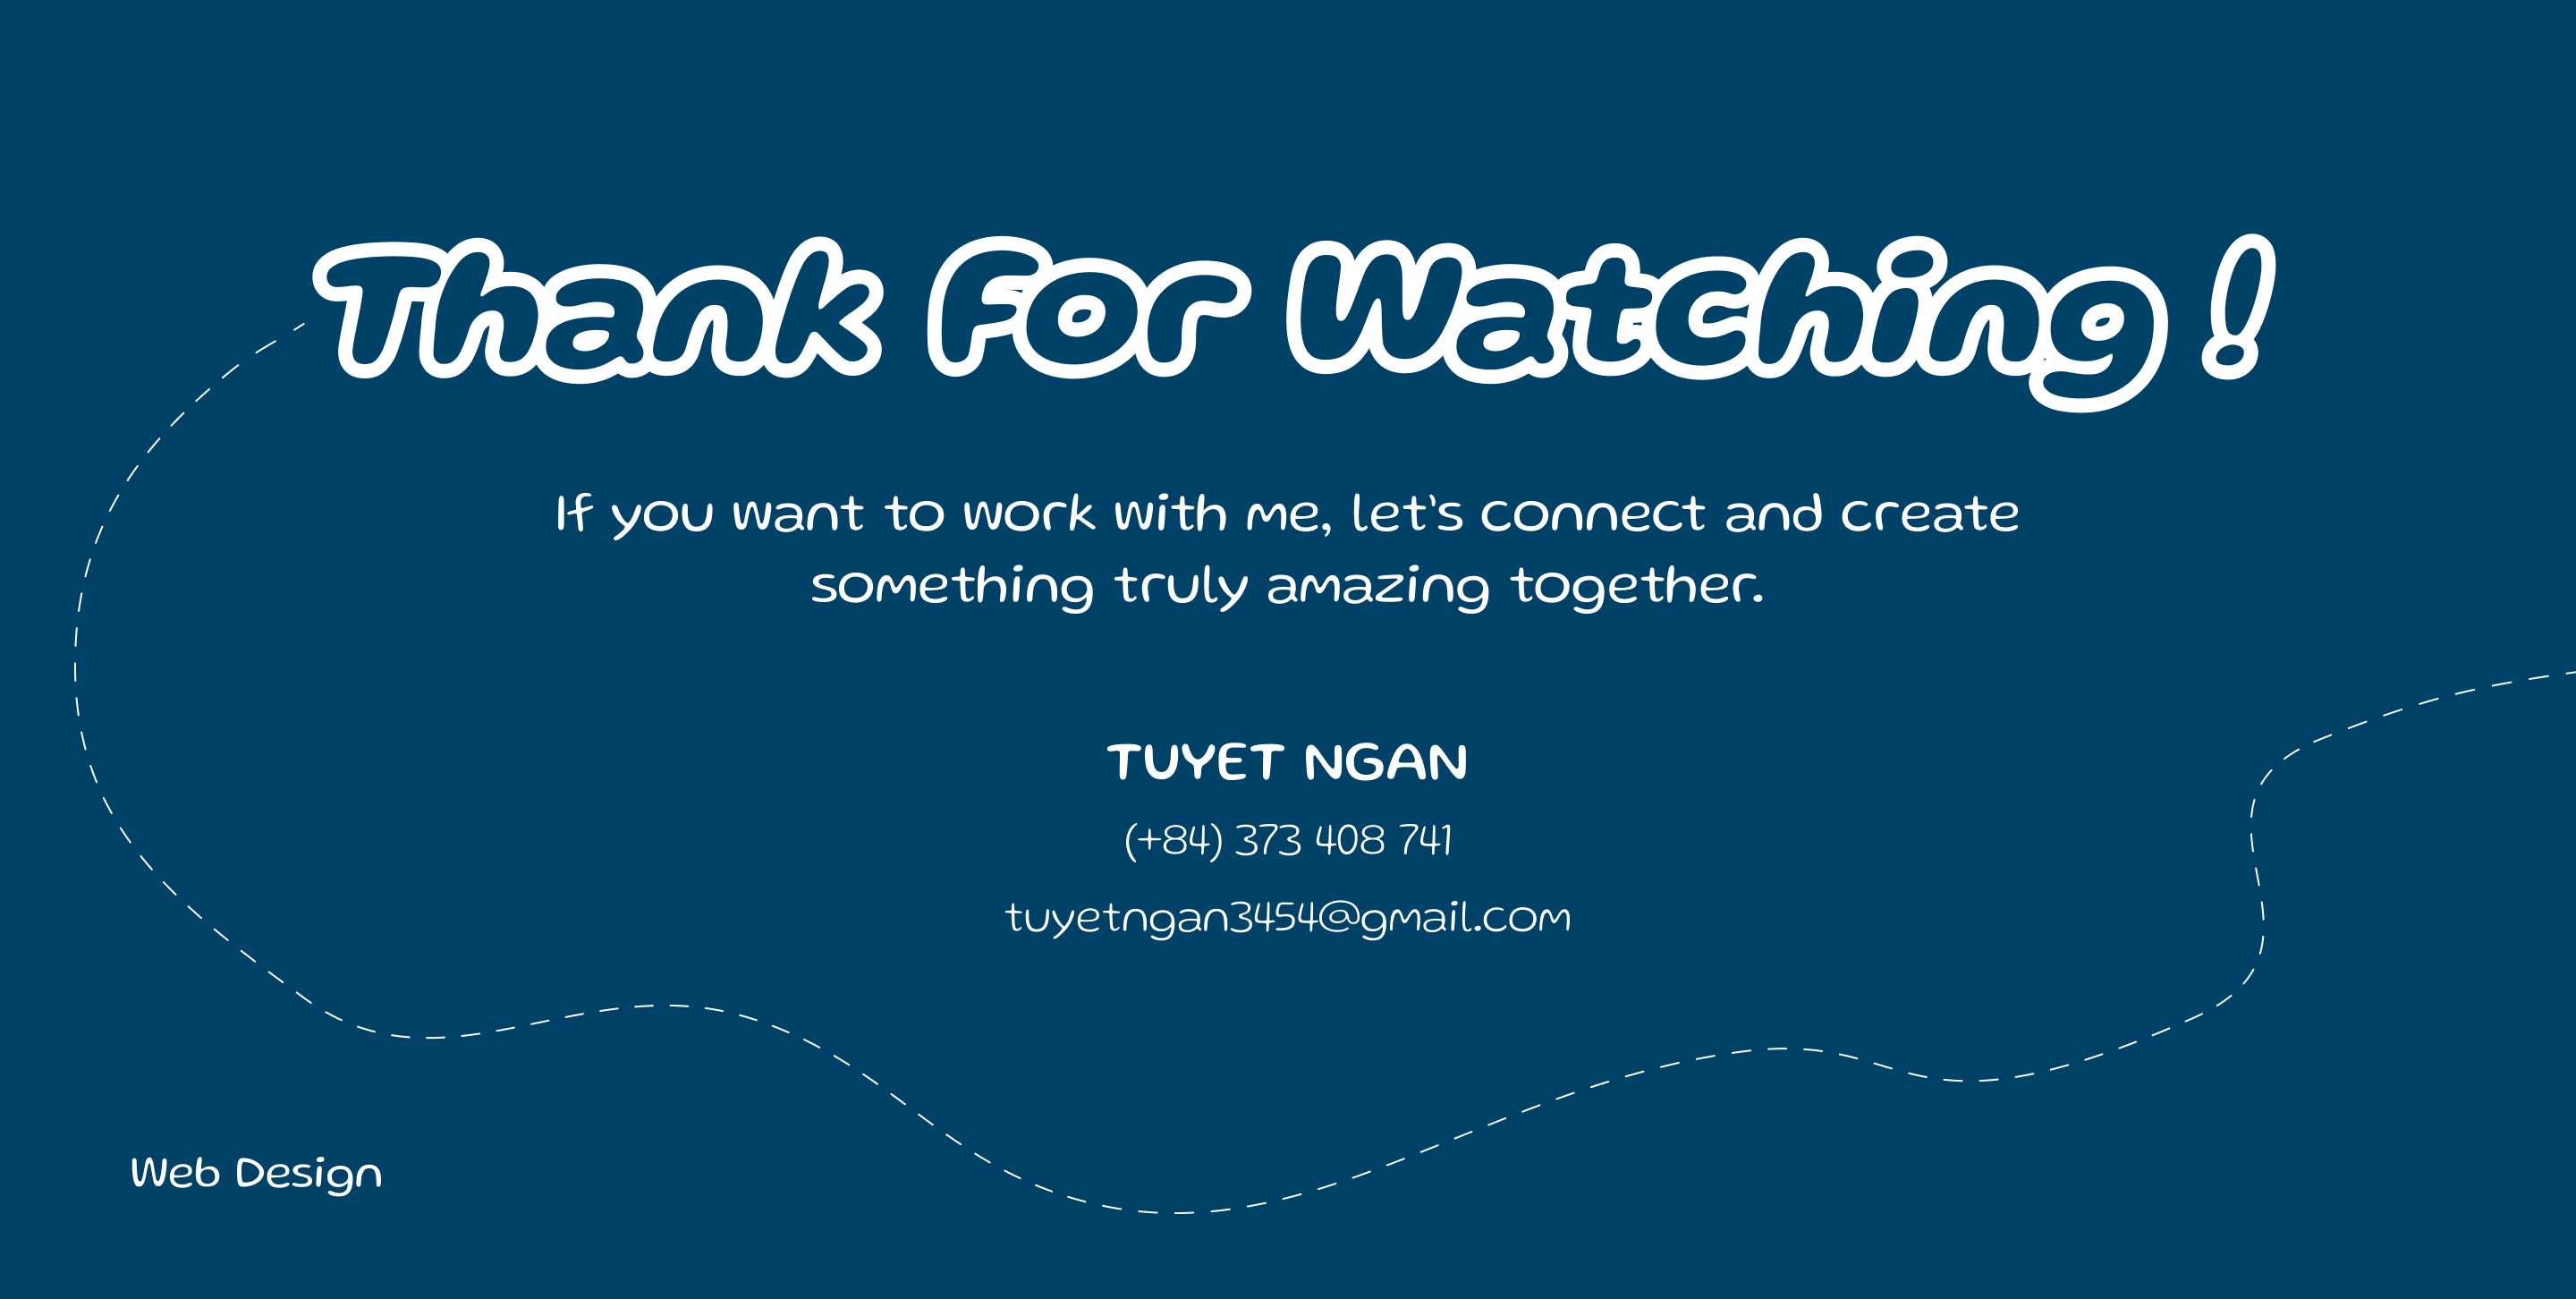 Thank For Watching !
If you want to work with me, let's connect and create
something truly amazing together.
TUYET NGAN
(+84) 373 408 741
tuyetngan3454@gmail.com
Web Design